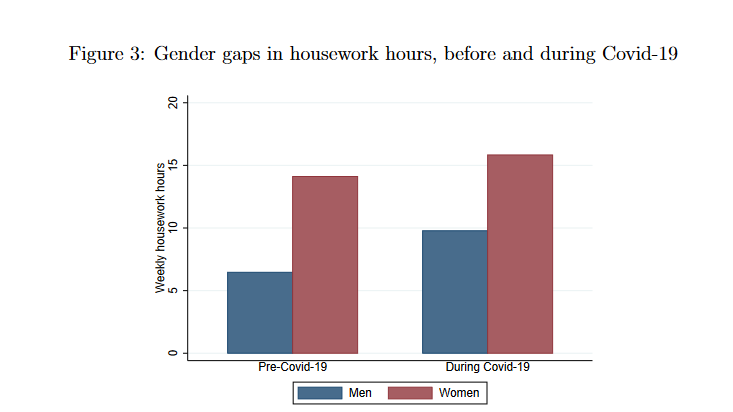 Figure 3: Gender gaps in housework hours, before and during Covid-19
20
15
10
5
0
Weekly housework hours
Pre-Covid-19
During Covid-19
Men
Women